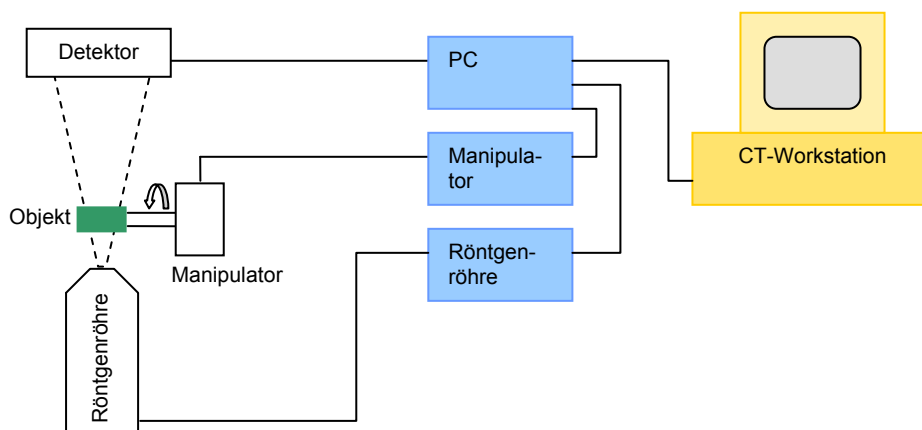 Detektor
PC
Manipula-
tor
CT-Workstation
Objekt
Manipulator
Röntgen-
röhre
Röntgenröhre